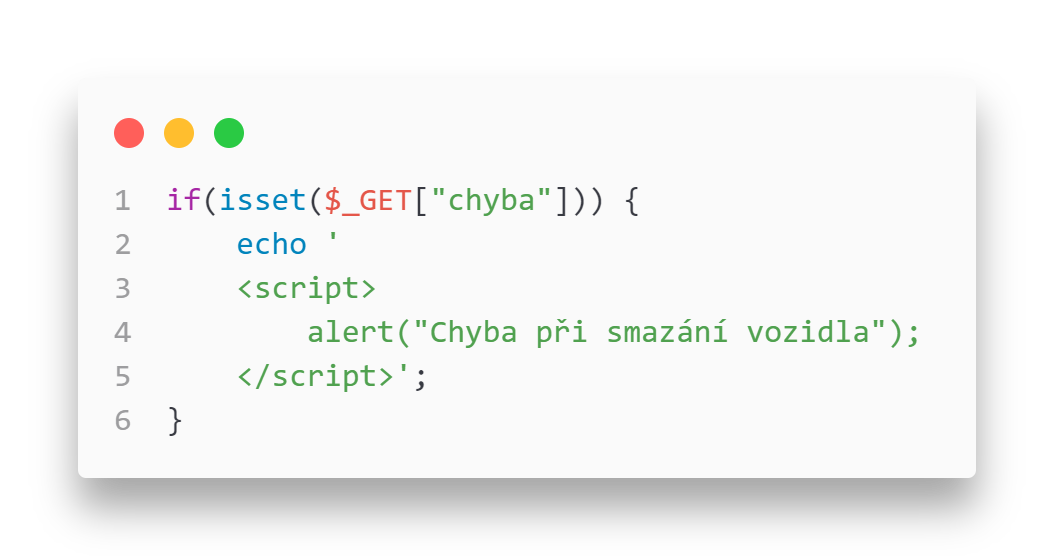 1 if(isset($_GET["chyba"])) {
2     echo '
3     <script>
4         alert("Chyba při smazání vozidla");
5     </script>';
6 }